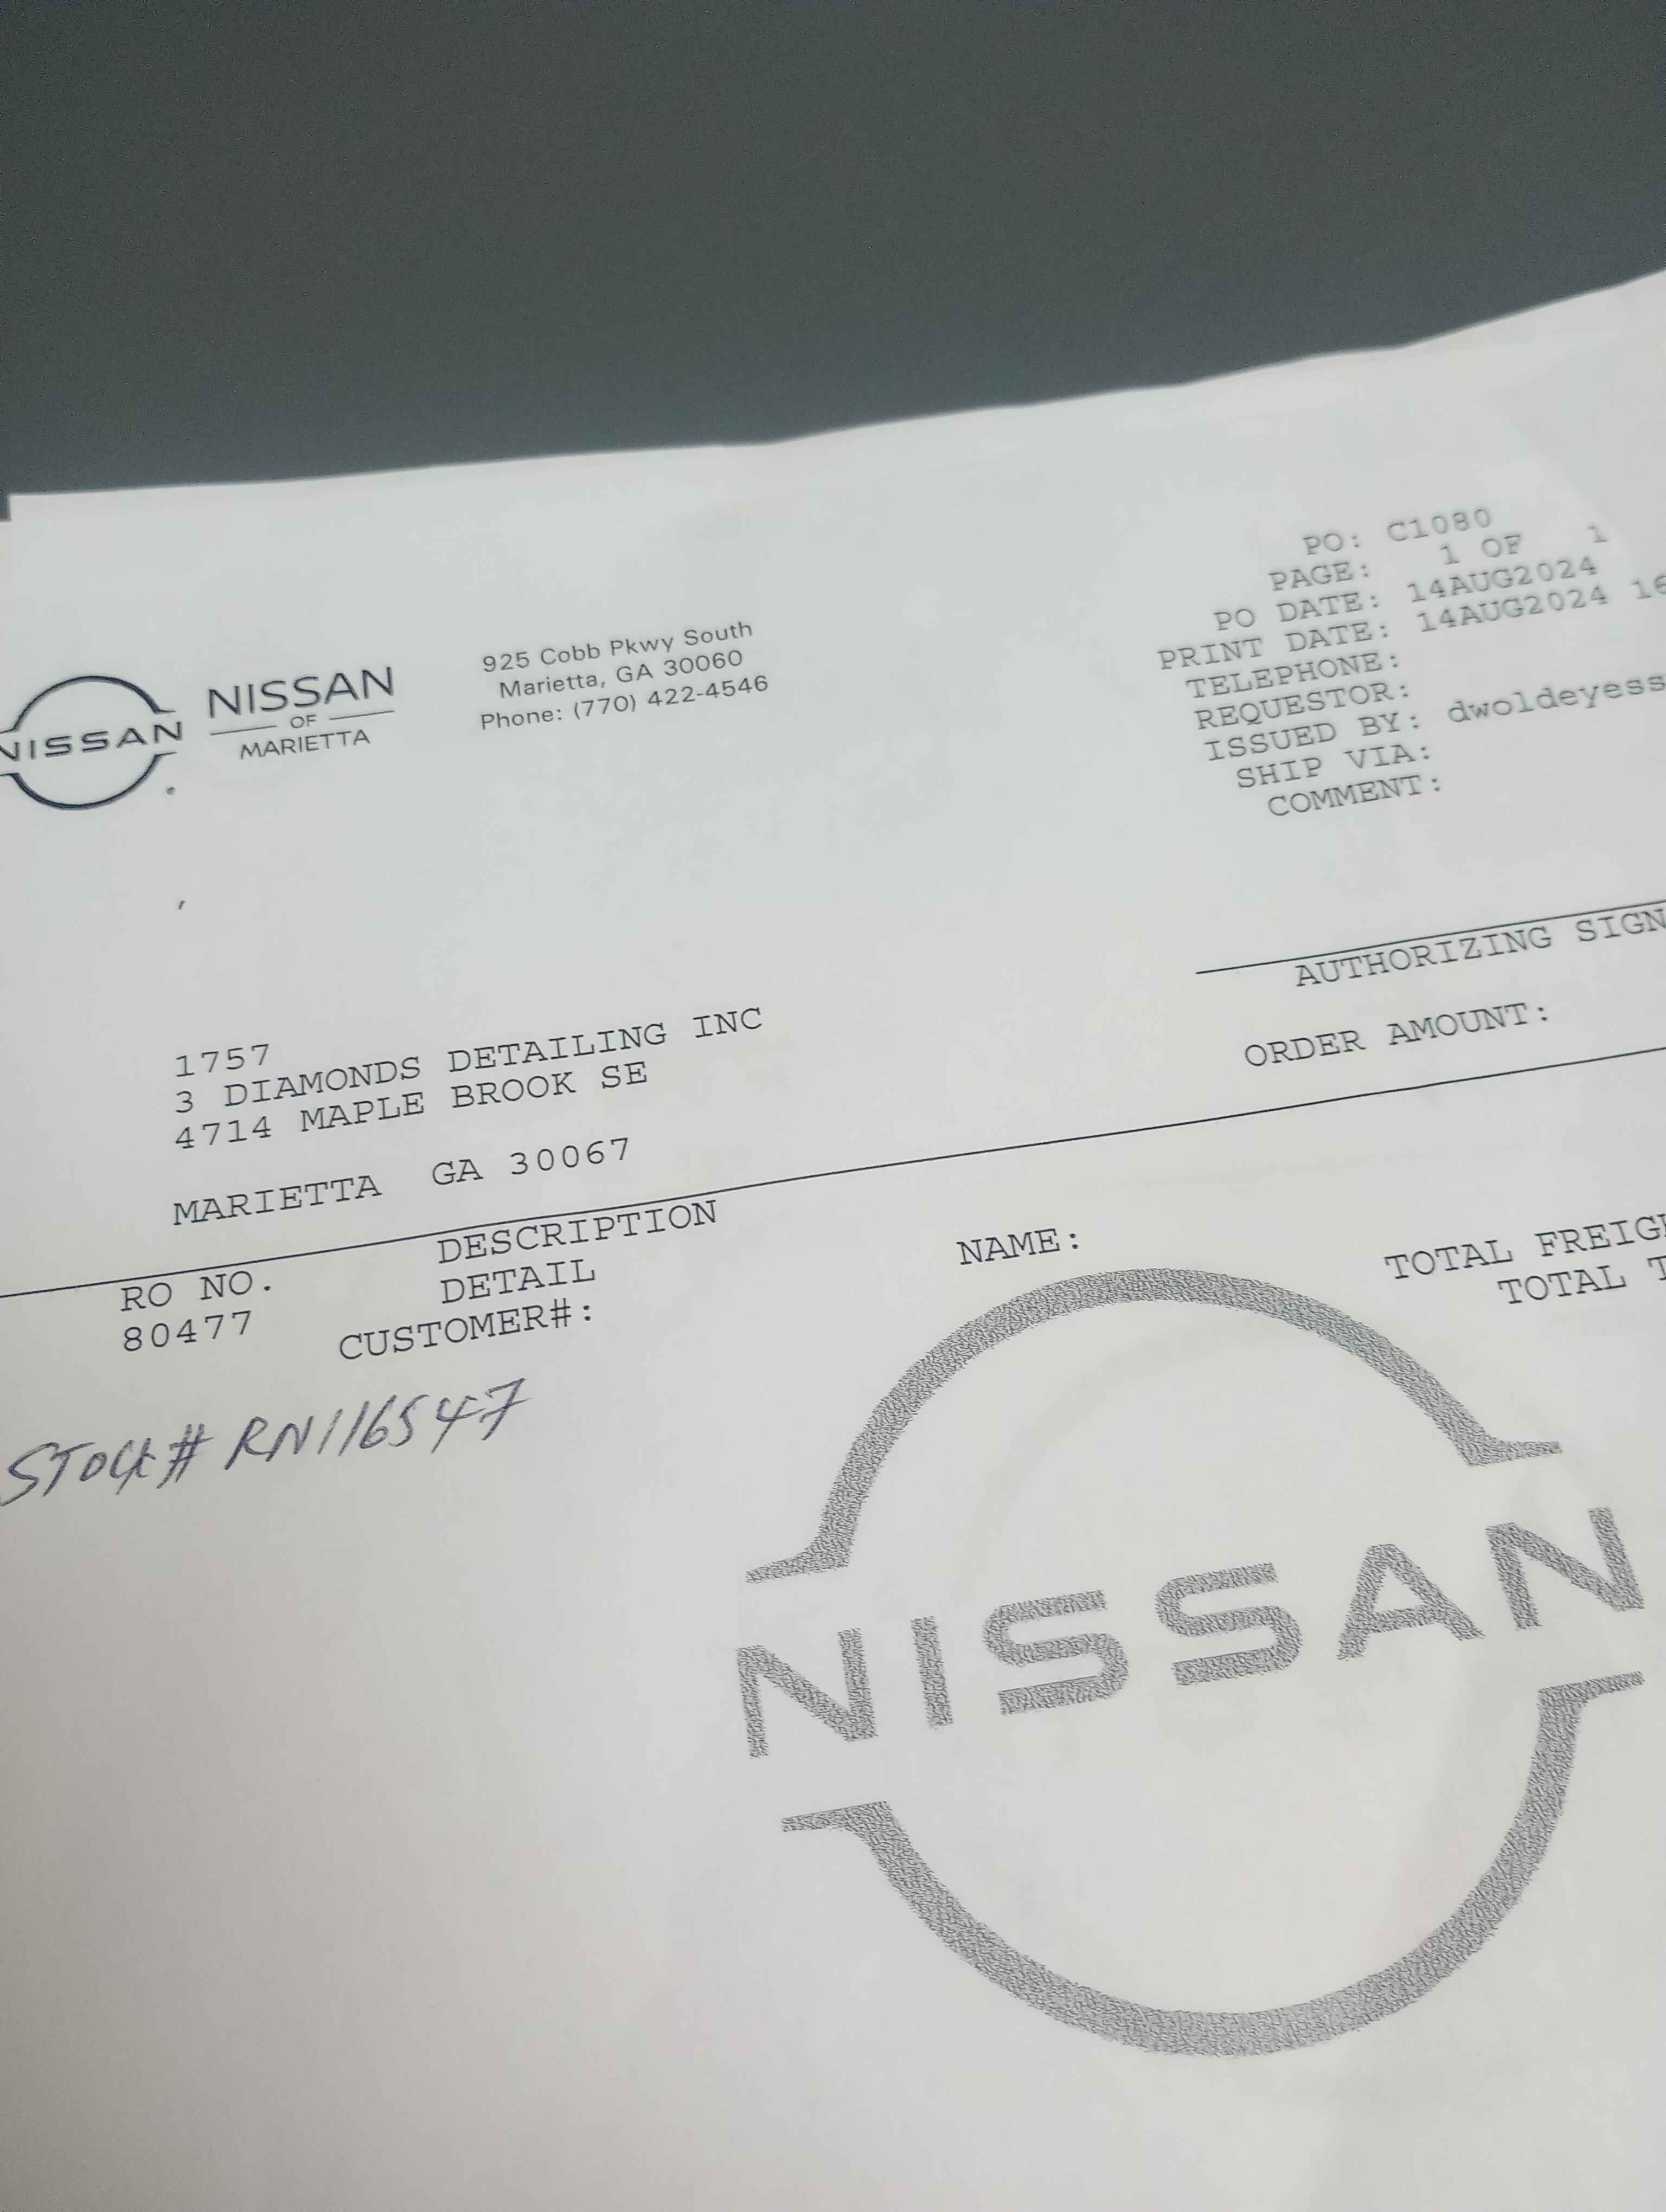 NISSAN
NISSAN
OF
MARIETTA
925 Cobb Pkwy South
Marietta, GA 30060
Phone: (770) 422-4546
PO: C1080
PAGE: 1 OF 1
PO DATE: 14AUG2024
PRINT DATE: 14AUG2024 16
TELEPHONE:
REQUESTOR:
ISSUED BY: dwoldeyess
SHIP VIA:
COMMENT:
AUTHORIZING SIGN
ORDER AMOUNT:
1757
3 DIAMONDS DETAILING INC
4714 MAPLE BROOK SE
MARIETTA GA 30067
RO NO. DESCRIPTION
80477 DETAIL
CUSTOMER#: NAME:
TOTAL FREIGH
TOTAL T
STOCK# RN116547
NISSAN